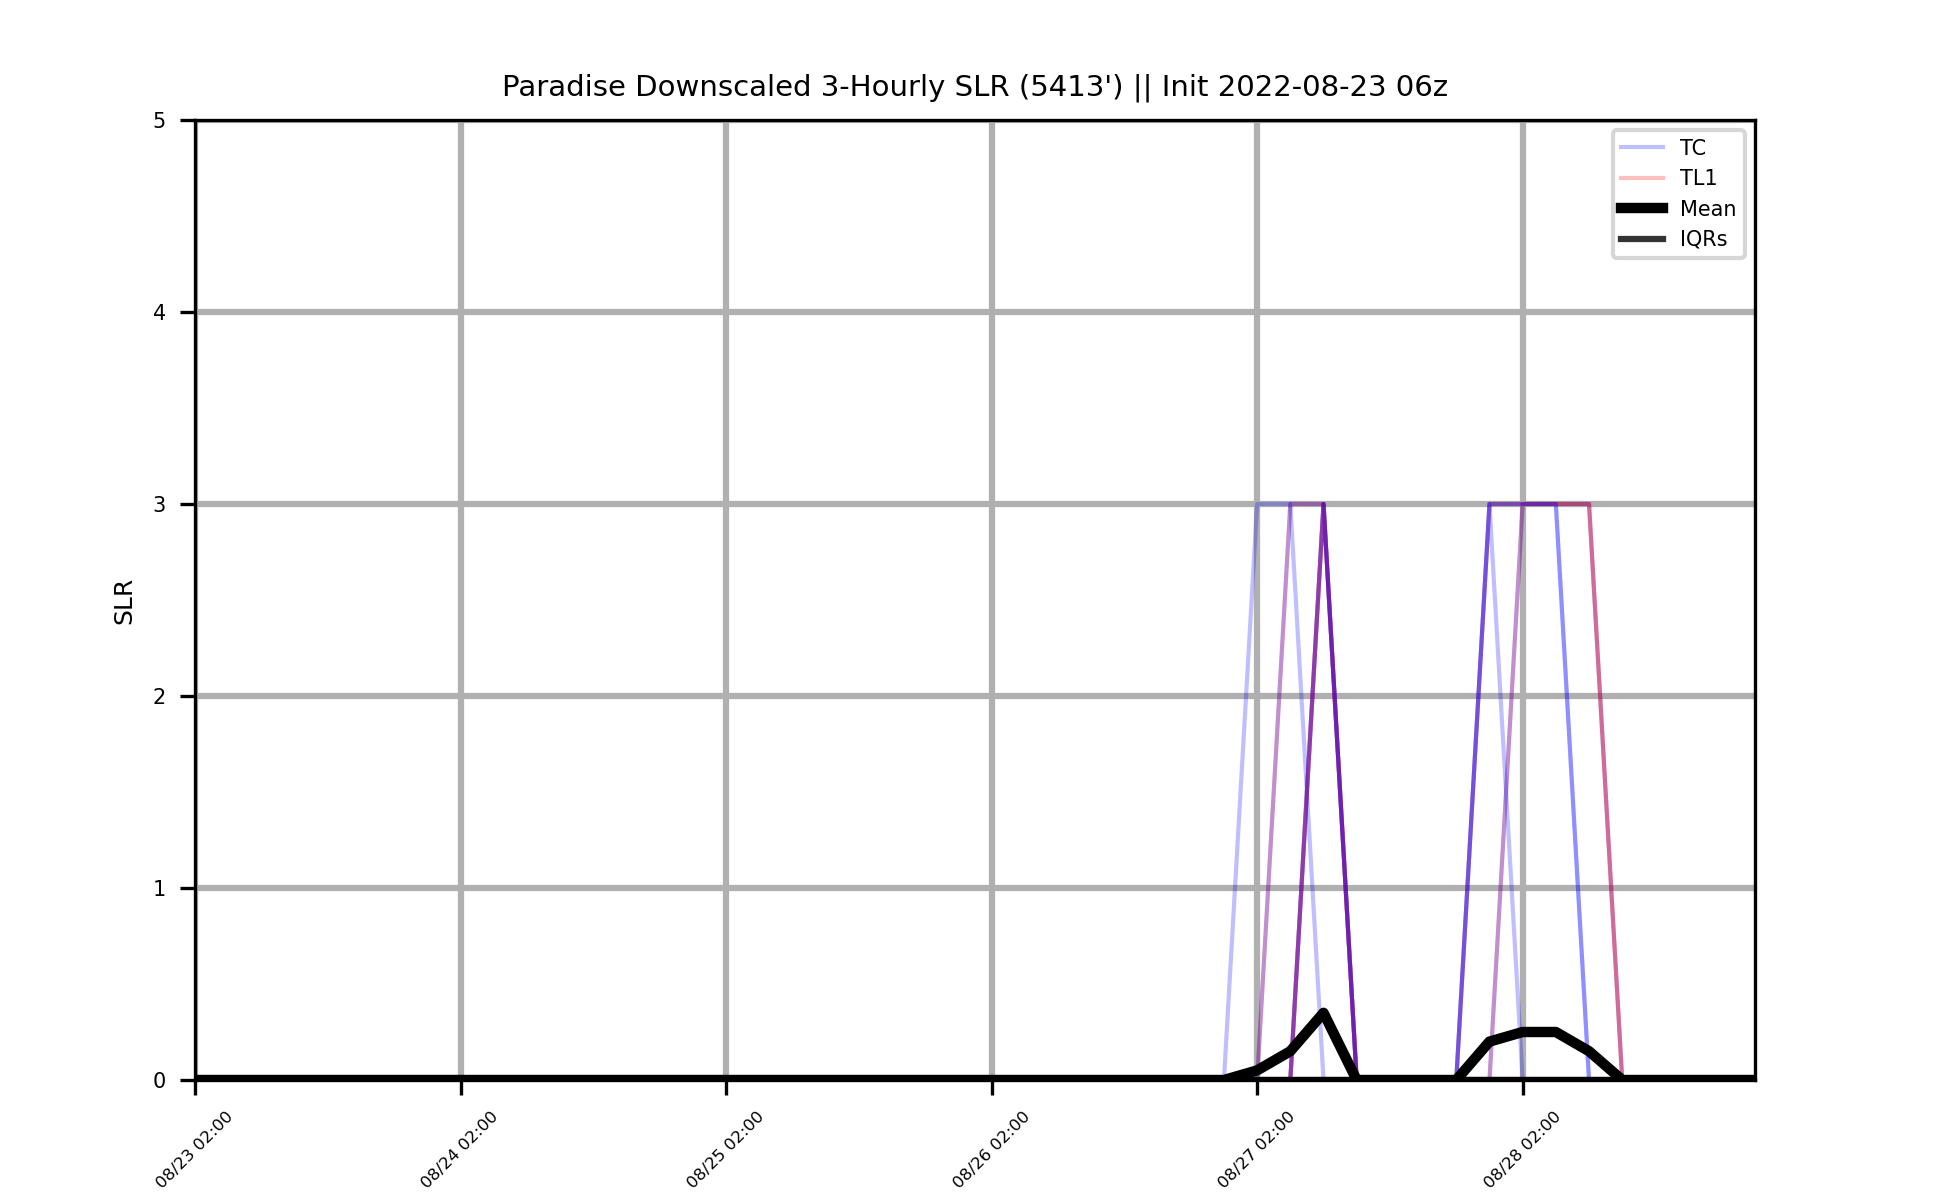 Paradise Downscaled 3-Hourly SLR (5413') || Init 2022-08-23 06z
5
4
3
2
1
0
SLR
TC
TL1
Mean
IQRs
08/23 02:00
08/24 02:00
08/25 02:00
08/26 02:00
08/27 02:00
08/28 02:00